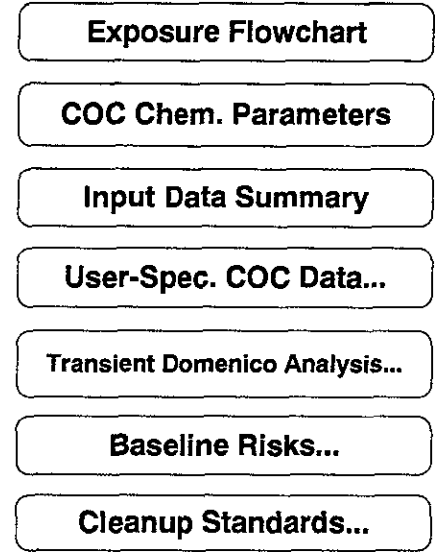 Exposure Flowchart
COC Chem. Parameters
Input Data Summary
User-Spec. COC Data...
Transient Domenico Analysis...
Baseline Risks...
Cleanup Standards...